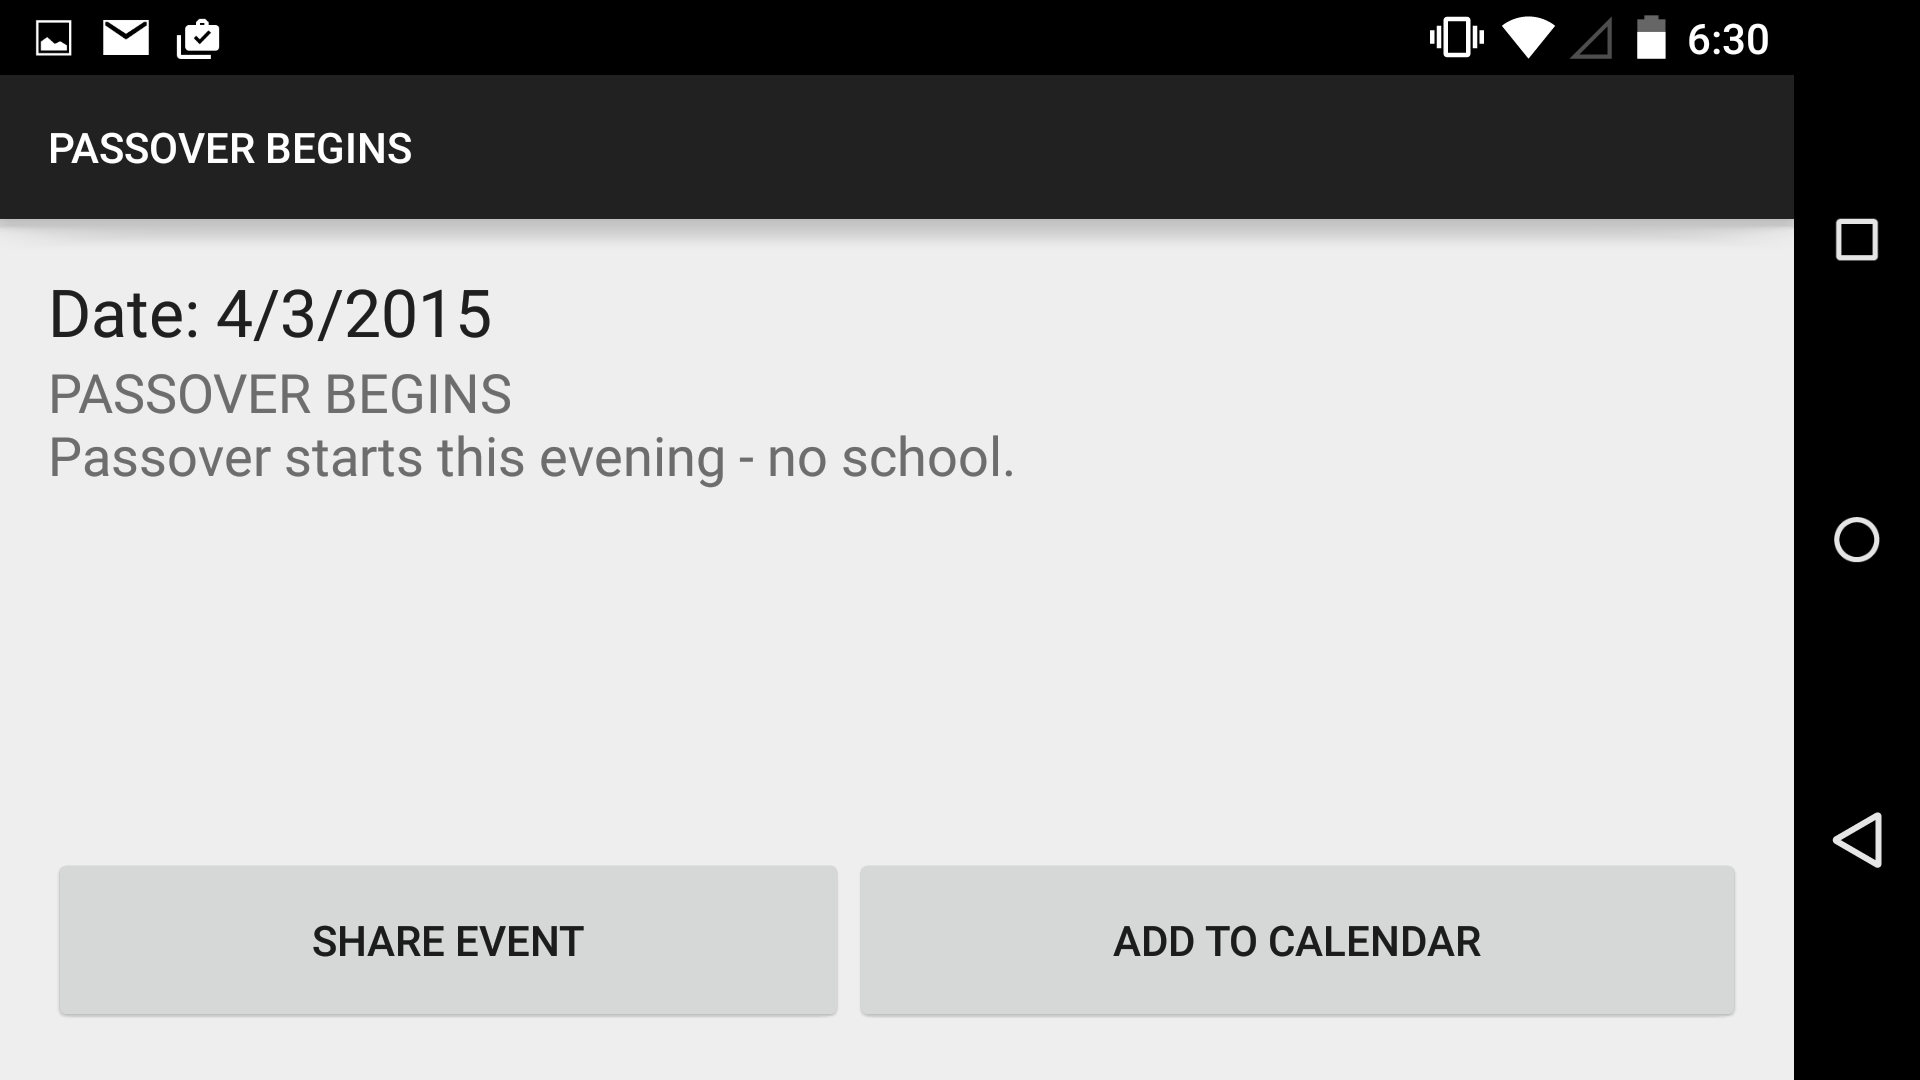 6:30
PASSOVER BEGINS
Date: 4/3/2015
PASSOVER BEGINS
Passover starts this evening - no school.
SHARE EVENT
ADD TO CALENDAR